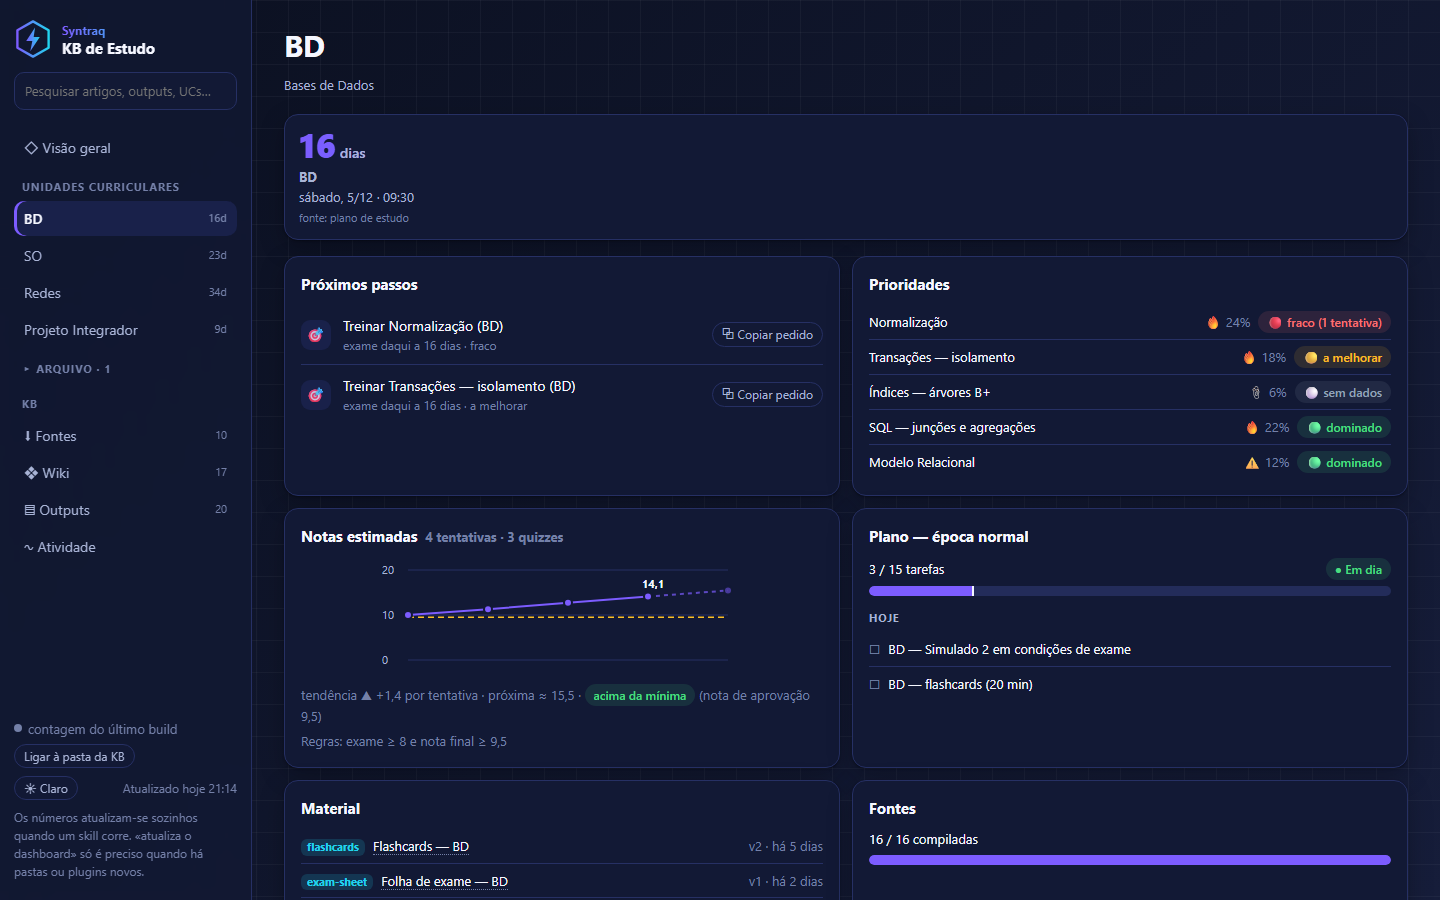 Syntraq
KB de Estudo
Pesquisar artigos, outputs, UCs...
Visão geral
UNIDADES CURRICULARES
BD 16d
SO 23d
Redes 34d
Projeto Integrador 9d
ARQUIVO · 1
KB
Fontes 10
Wiki 17
Outputs 20
Atividade
contagem do último build
Ligar à pasta da KB
Claro Atualizado hoje 21:14
Os números atualizam-se sozinhos
quando um skill corre. «atualiza o
dashboard» só é preciso quando há
pastas ou plugins novos.
BD
Bases de Dados
16 dias
BD
sábado, 5/12 · 09:30
fonte: plano de estudo
Próximos passos
Treinar Normalização (BD)
exame daqui a 16 dias · fraco
Copiar pedido
Treinar Transações — isolamento (BD)
exame daqui a 16 dias · a melhorar
Copiar pedido
Prioridades
Normalização 24% fraco (1 tentativa)
Transações — isolamento 18% a melhorar
Índices — árvores B+ 6% sem dados
SQL — junções e agregações 22% dominado
Modelo Relacional 12% dominado
Notas estimadas 4 tentativas · 3 quizzes
20
14,1
10
0
tendência ▲ +1,4 por tentativa · próxima ≈ 15,5 · acima da mínima (nota de aprovação
9,5)
Regras: exame ≥ 8 e nota final ≥ 9,5
Plano — época normal
3 / 15 tarefas Em dia
HOJE
BD — Simulado 2 em condições de exame
BD — flashcards (20 min)
Material
flashcards Flashcards — BD v2 · há 5 dias
exam-sheet Folha de exame — BD v1 · há 2 dias
Fontes
16 / 16 compiladas